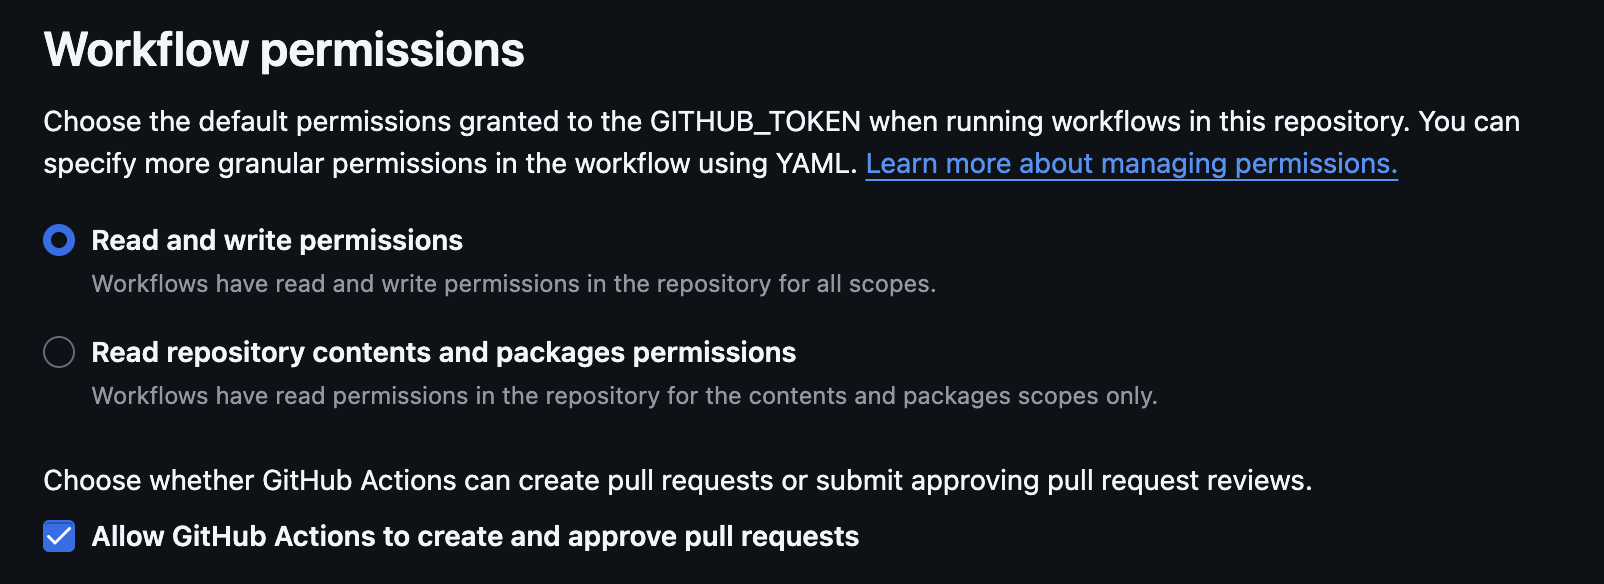 Workflow permissions
Choose the default permissions granted to the GITHUB_TOKEN when running workflows in this repository. You can
specify more granular permissions in the workflow using YAML. Learn more about managing permissions.
Read and write permissions
Workflows have read and write permissions in the repository for all scopes.
Read repository contents and packages permissions
Workflows have read permissions in the repository for the contents and packages scopes only.
Choose whether GitHub Actions can create pull requests or submit approving pull request reviews.
Allow GitHub Actions to create and approve pull requests